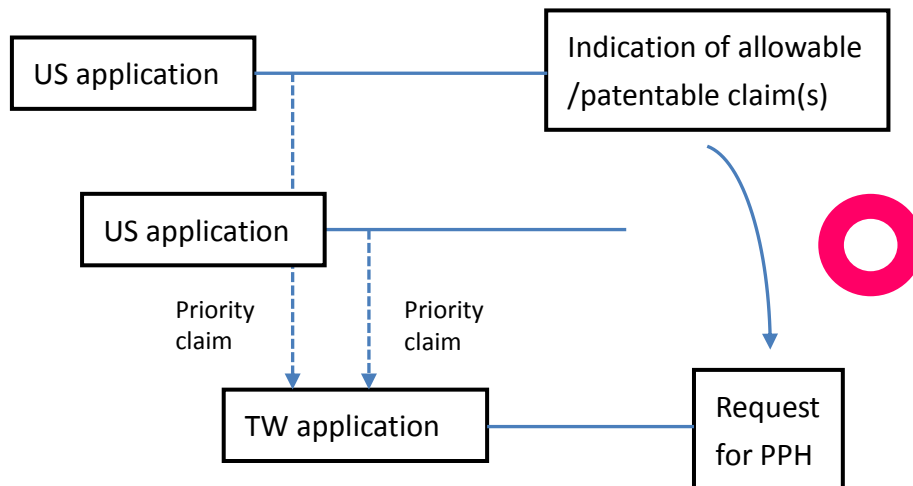 US application
Indication of allowable
/patentable claim(s)
US application
Priority
claim
Priority
claim
TW application
Request
for PPH